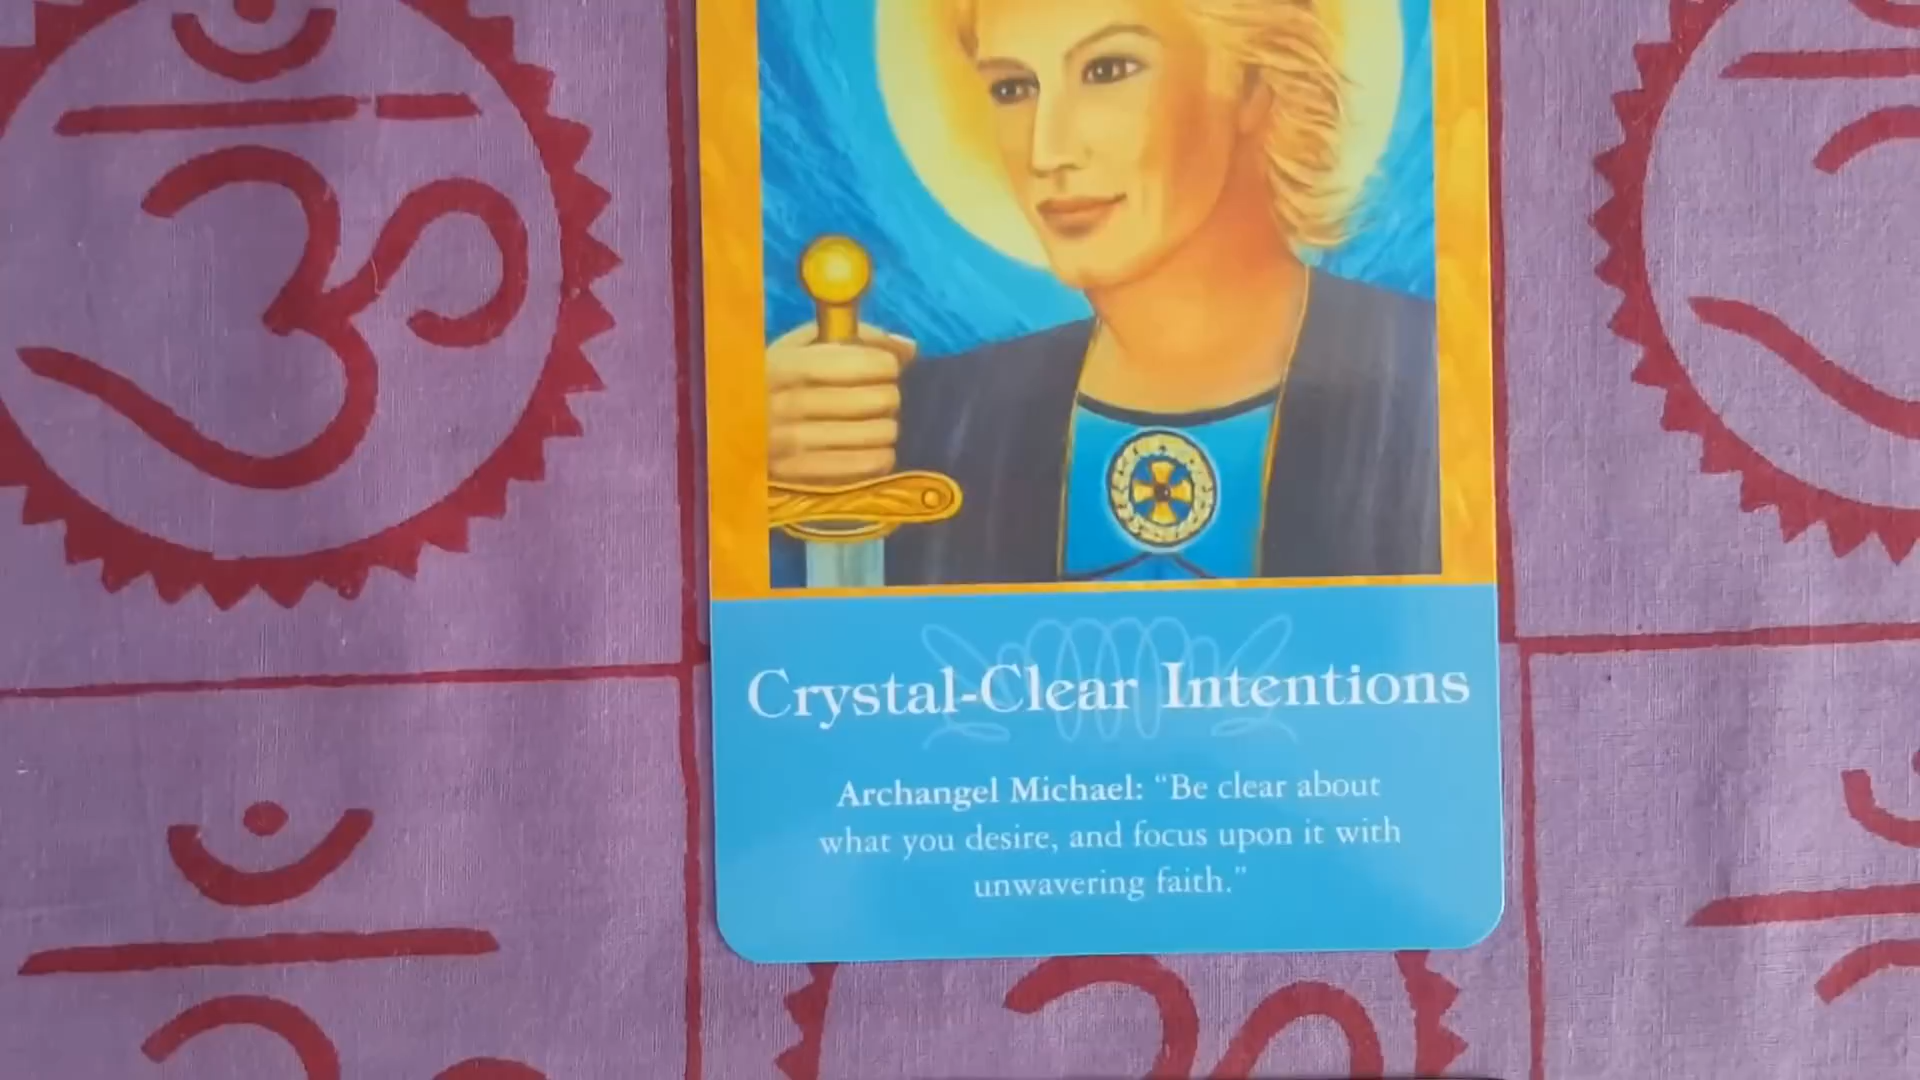 ॐ
Crystal-Clear Intentions
Archangel Michael: “Be clear about
what you desire, and focus upon it with
unwavering faith.”